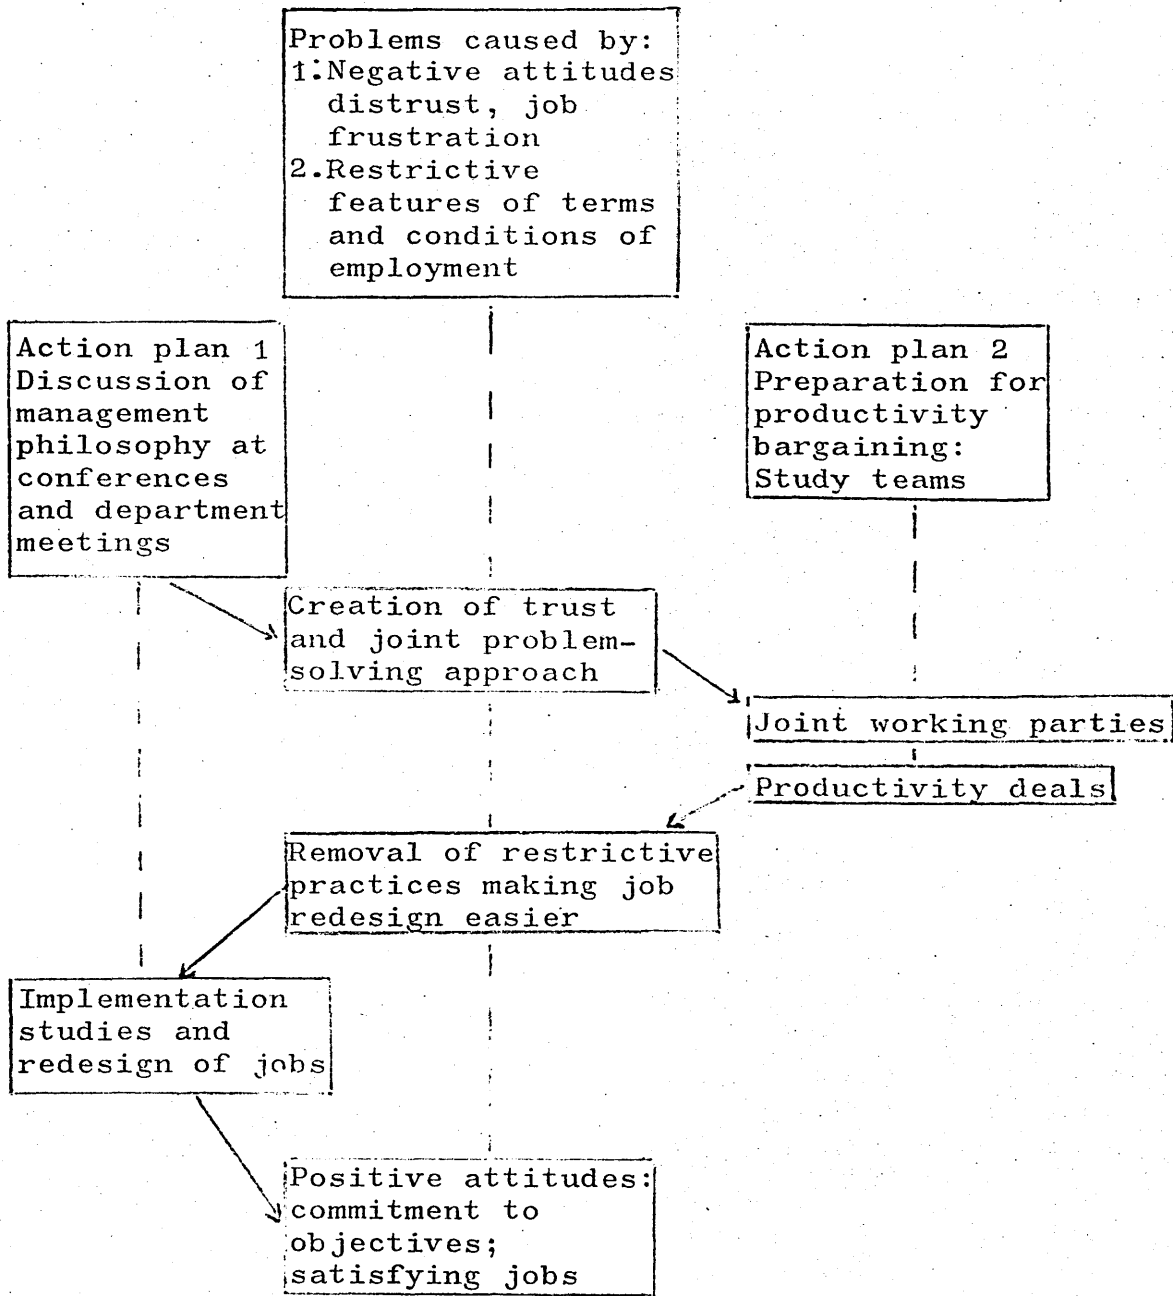 Problems caused by:
1:Negative attitudes
distrust, job
frustration
2.Restrictive
features of terms
and conditions of
employment
Action plan 1
Discussion of
management
philosophy at
conferences
and department
meetings
Action plan 2
Preparation for
productivity
bargaining:
Study teams
Creation of trust
and joint problem-
solving approach
Joint working parties
Productivity deals
Removal of restrictive
practices making job
redesign easier
Implementation
studies and
redesign of jobs
Positive attitudes:
commitment to
objectives;
satisfying jobs